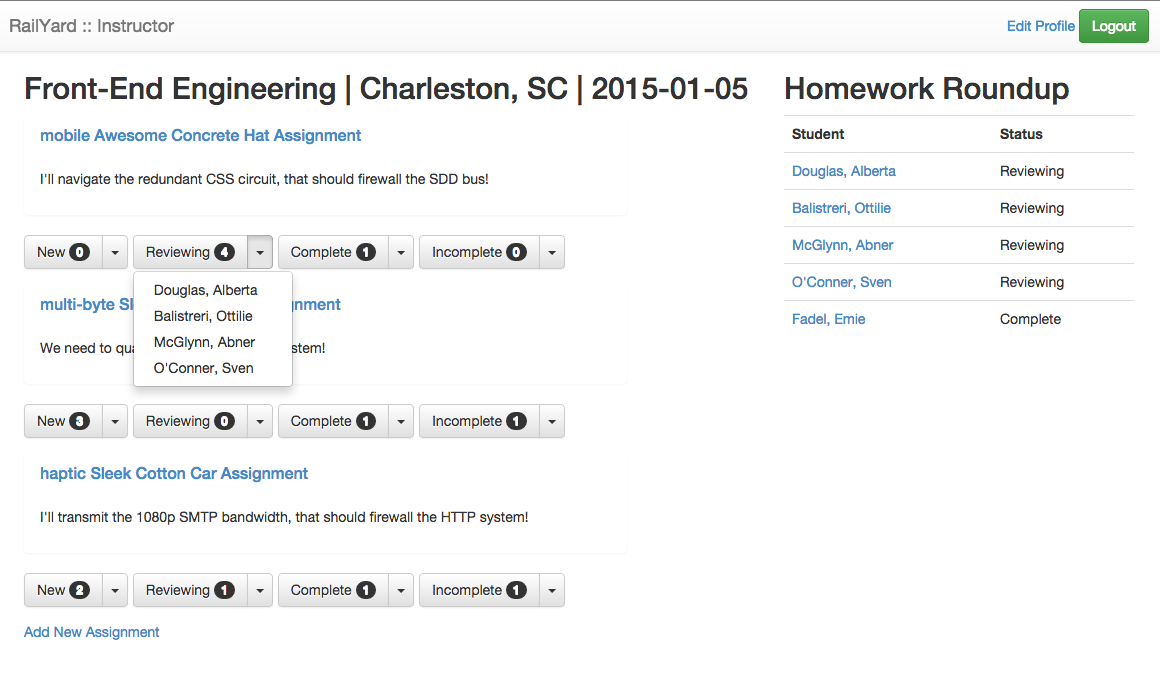 RailYard :: Instructor
Edit Profile Logout
Front-End Engineering | Charleston, SC | 2015-01-05
mobile Awesome Concrete Hat Assignment
I'll navigate the redundant CSS circuit, that should firewall the SDD bus!
New 0 Reviewing 4 Complete 1 Incomplete 0
Douglas, Alberta
Balistreri, Ottilie
McGlynn, Abner
O'Conner, Sven
multi-byte
We need to
New 3 Reviewing 0 Complete 1 Incomplete 1
haptic Sleek Cotton Car Assignment
I'll transmit the 1080p SMTP bandwidth, that should firewall the HTTP system!
New 2 Reviewing 1 Complete 1 Incomplete 1
Add New Assignment
Homework Roundup
Student Status
Douglas, Alberta Reviewing
Balistreri, Ottilie Reviewing
McGlynn, Abner Reviewing
O'Conner, Sven Reviewing
Fadel, Emie Complete